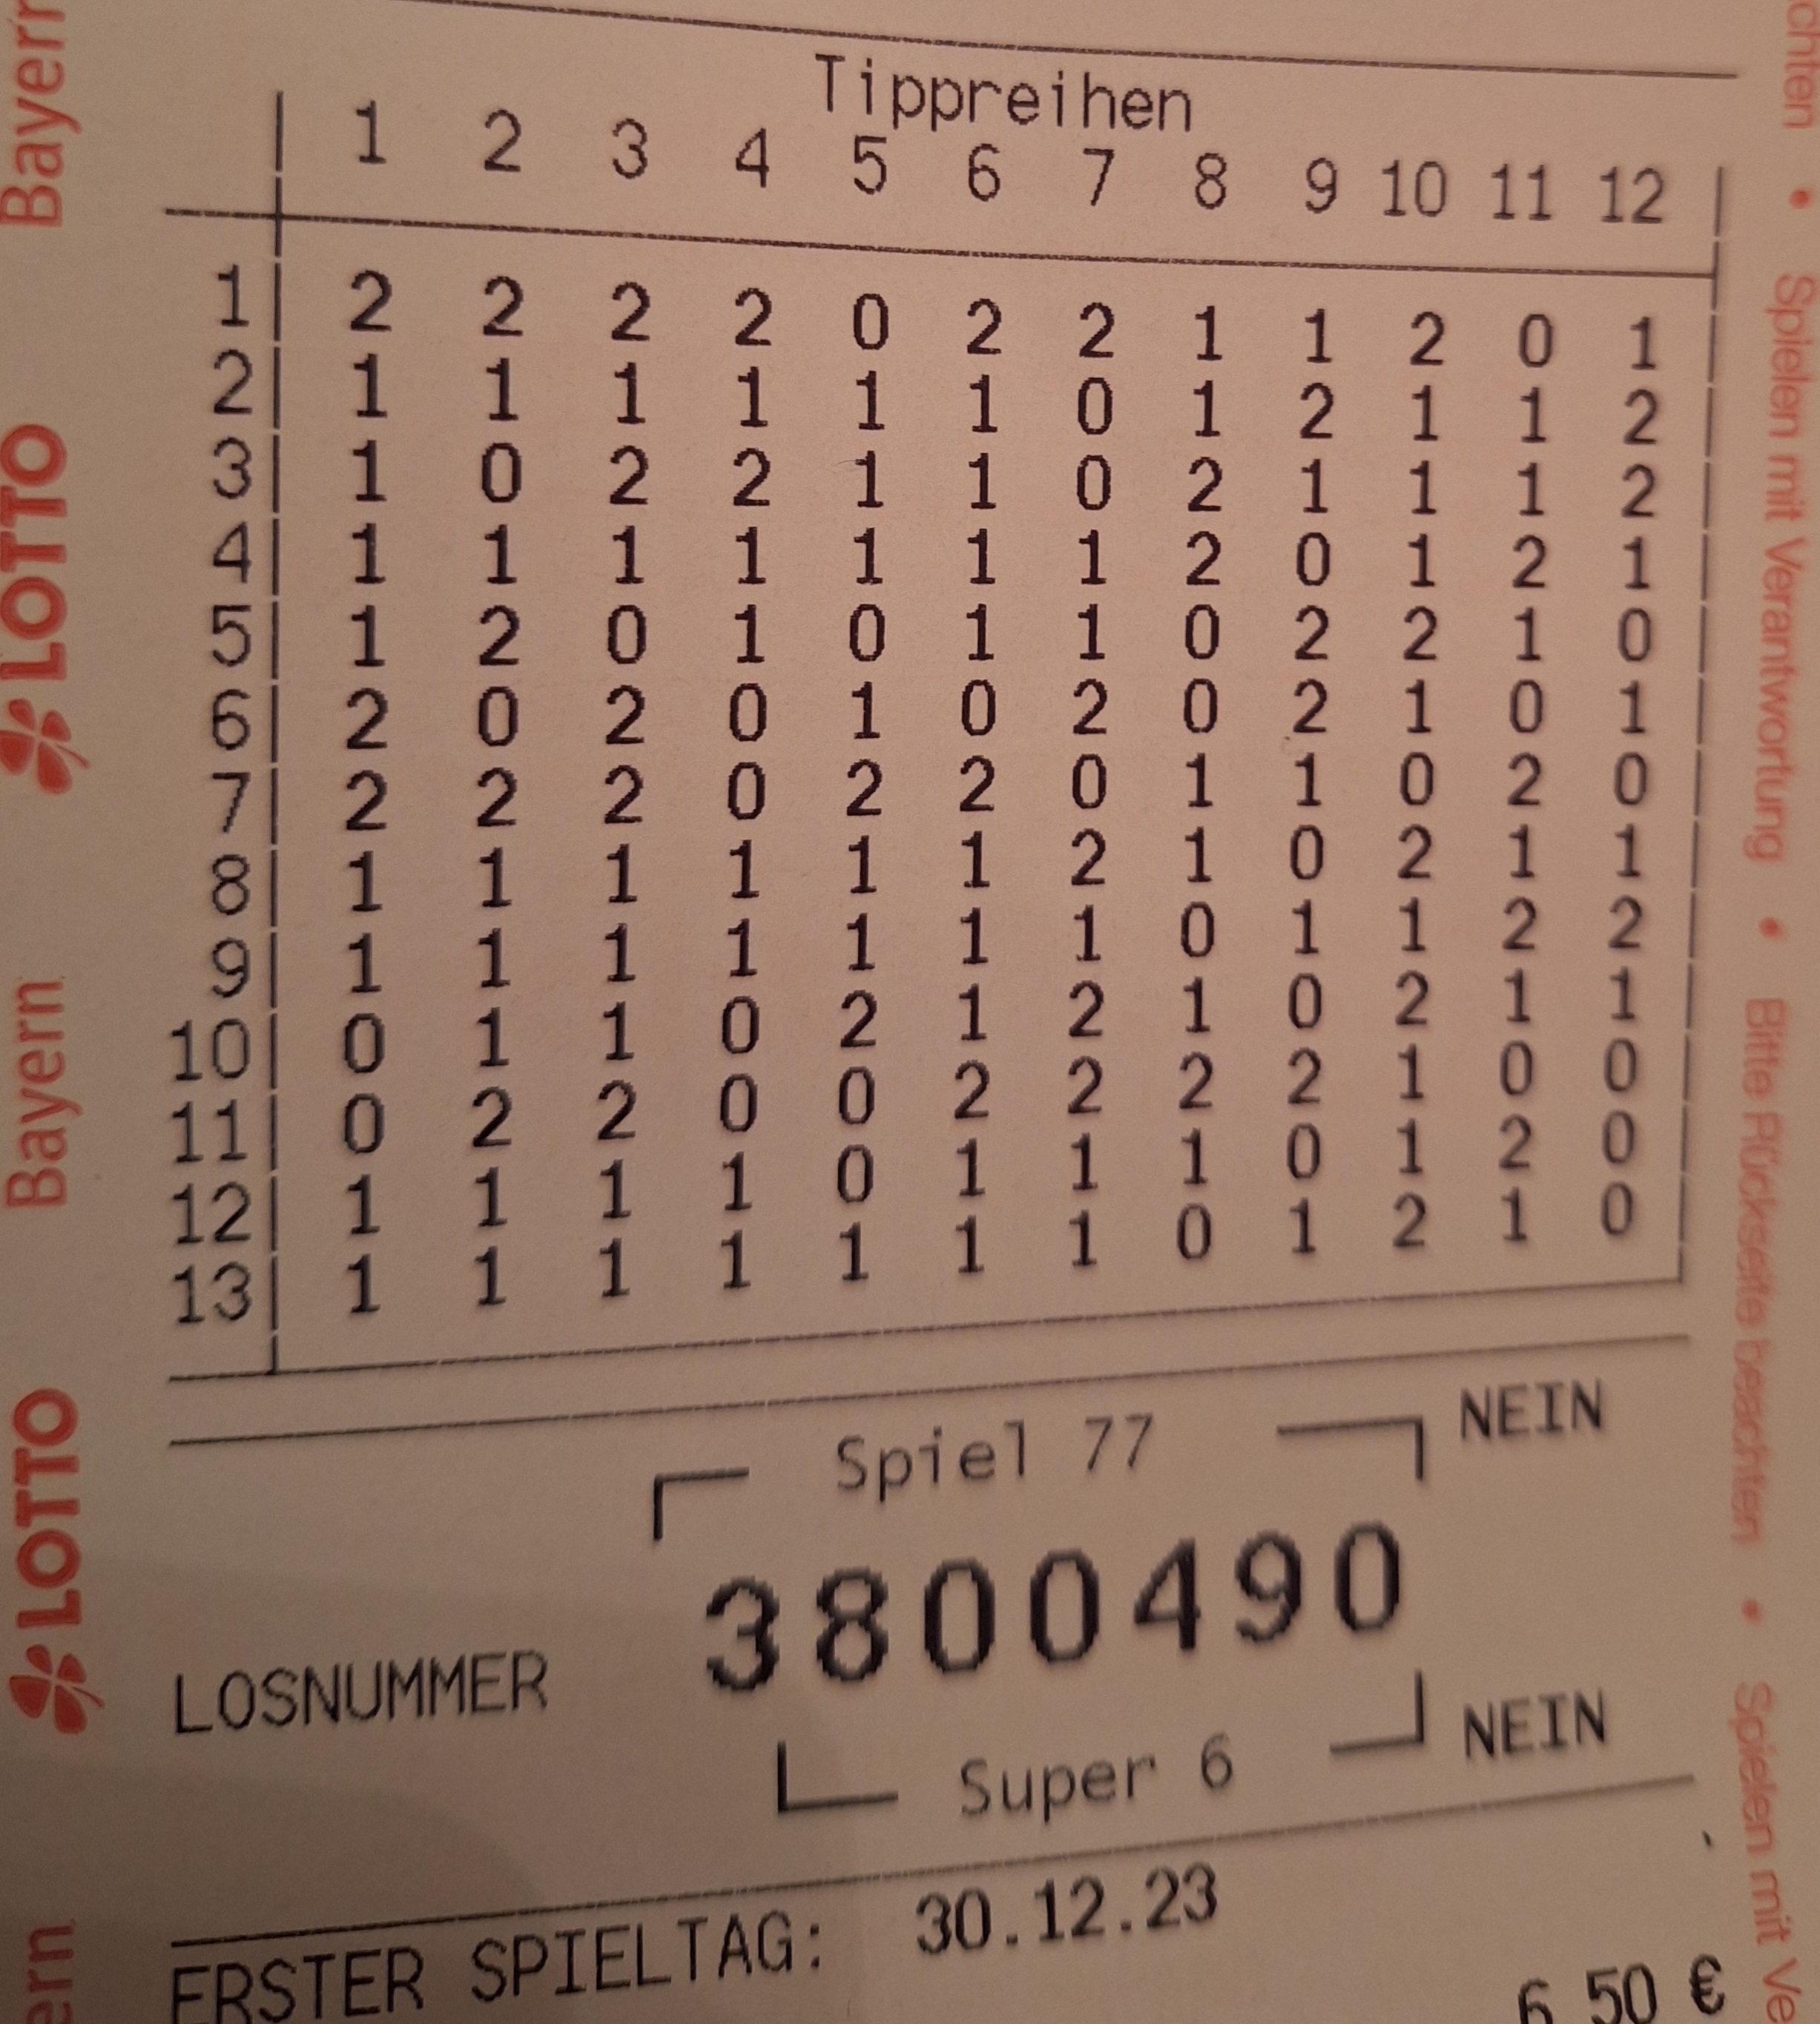 Tippreihen
1 2 3 4 5 6 7 8 9 10 11 12
1 2 2 2 2 0 2 2 1 1 2 0 1
2 1 1 1 1 1 1 0 1 2 1 1 2
3 1 0 2 2 1 1 0 2 1 1 1 2
4 1 1 1 1 1 1 1 2 0 1 2 1
5 1 2 0 1 0 1 1 0 2 2 1 0
6 2 0 2 0 1 0 2 0 2 1 0 1
7 2 2 2 0 2 2 0 1 1 0 2 0
8 1 1 1 1 1 1 2 1 0 2 1 1
9 1 1 1 1 1 1 1 0 1 1 2 2
10 0 1 1 0 2 1 2 1 0 2 1 1
11 0 2 2 0 0 2 2 2 2 1 0 0
12 1 1 1 1 0 1 1 1 0 1 2 0
13 1 1 1 1 1 1 1 0 1 2 1 0
Spiel 77 NEIN
LOSNUMMER 3800490
Super 6 NEIN
ERSTER SPIELTAG: 30.12.23
6,50 €
LOTTO Bayern
LOTTO Bayern
chten • Spielen mit Verantwortung • Bitte Rückseite beachten • Spielen mit Ve